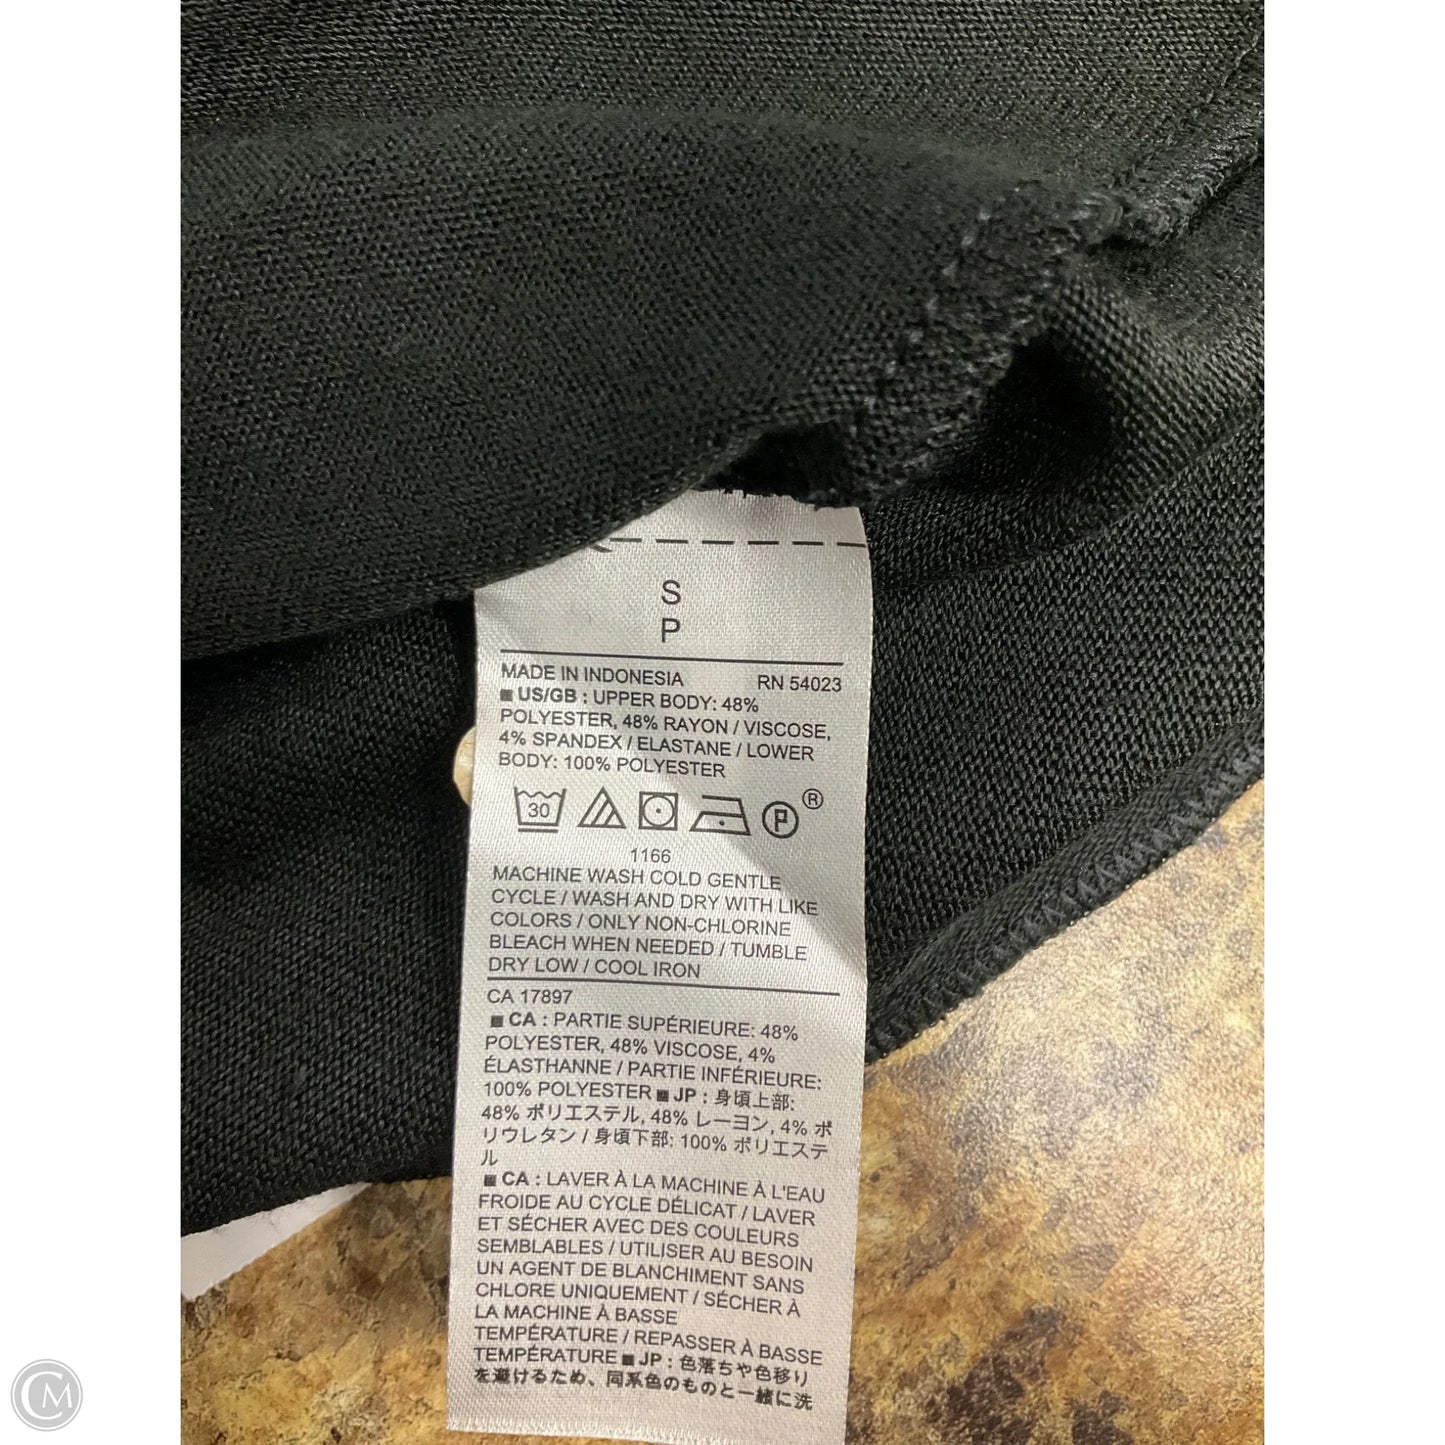 S
P
MADE IN INDONESIA RN 54023
■ US/GB : UPPER BODY: 48%
POLYESTER, 48% RAYON / VISCOSE,
4% SPANDEX / ELASTANE / LOWER
BODY: 100% POLYESTER
30 P ®
1166
MACHINE WASH COLD GENTLE
CYCLE / WASH AND DRY WITH LIKE
COLORS / ONLY NON-CHLORINE
BLEACH WHEN NEEDED / TUMBLE
DRY LOW / COOL IRON
CA 17897
■ CA : PARTIE SUPÉRIEURE: 48%
POLYESTER, 48% VISCOSE, 4%
ÉLASTHANNE / PARTIE INFÉRIEURE:
100% POLYESTER ■ JP : 身頃上部:
48% ポリエステル, 48% レーヨン, 4% ポ
リウレタン / 身頃下部: 100% ポリエステ
ル
■ CA : LAVER À LA MACHINE À L'EAU
FROIDE AU CYCLE DÉLICAT / LAVER
ET SÉCHER AVEC DES COULEURS
SEMBLABLES / UTILISER AU BESOIN
UN AGENT DE BLANCHIMENT SANS
CHLORE UNIQUEMENT / SÉCHER À
LA MACHINE À BASSE
TEMPÉRATURE / REPASSER À BASSE
TEMPÉRATURE ■ JP : 色落ちや色移り
を避けるため、同系色のものと一緒に洗
CM